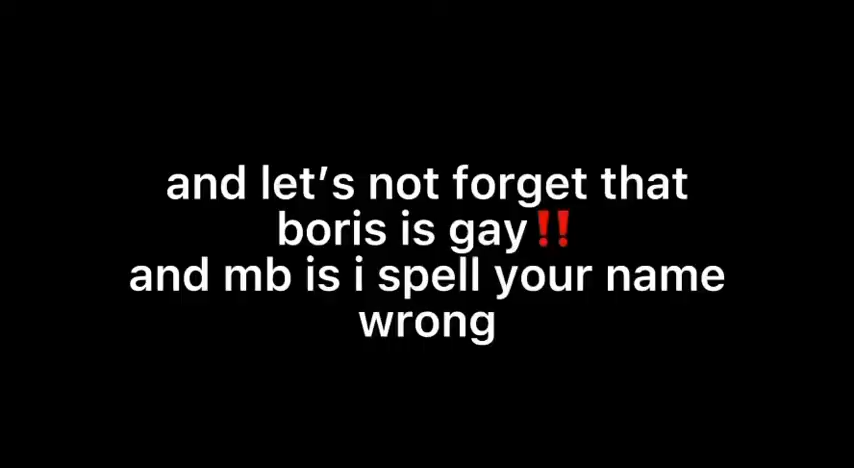 and let’s not forget that
boris is gay‼️
and mb is i spell your name
wrong